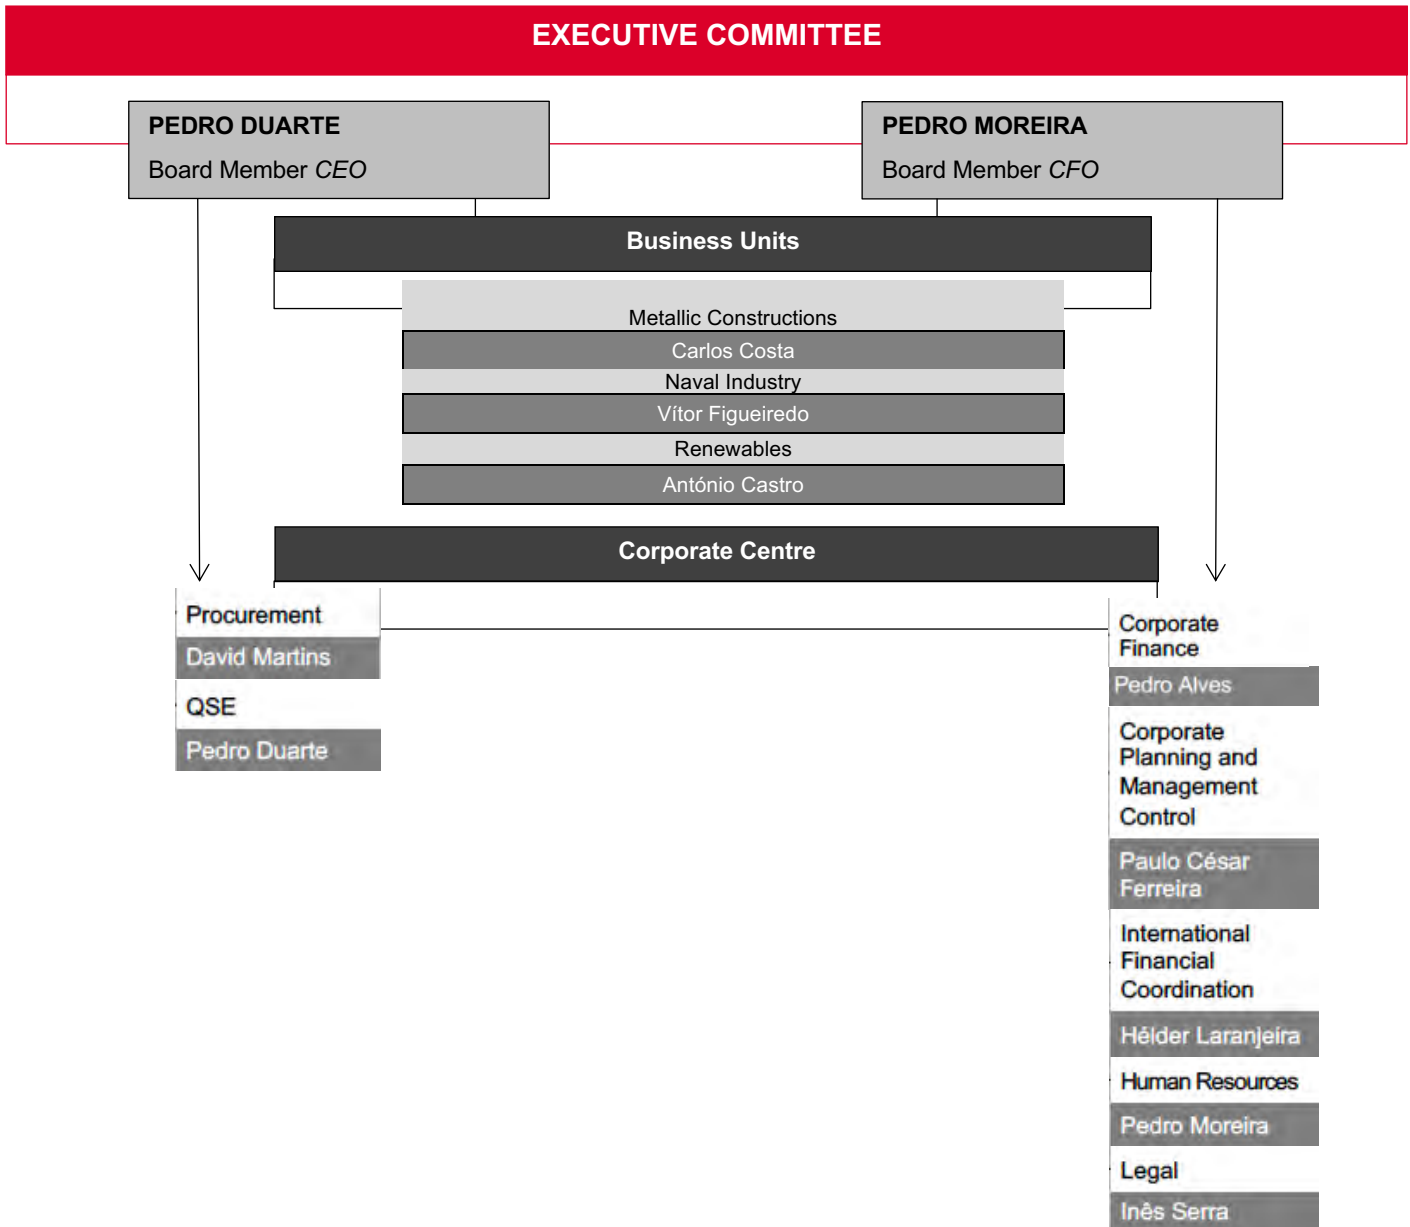 EXECUTIVE COMMITTEE
PEDRO DUARTE
Board Member CEO
PEDRO MOREIRA
Board Member CFO
Business Units
Metallic Constructions
Carlos Costa
Naval Industry
Vítor Figueiredo
Renewables
António Castro
Corporate Centre
Procurement
David Martins
QSE
Pedro Duarte
Corporate
Finance
Pedro Alves
Corporate
Planning and
Management
Control
Paulo César
Ferreira
International
Financial
Coordination
Hélder Laranjeira
Human Resources
Pedro Moreira
Legal
Inês Serra